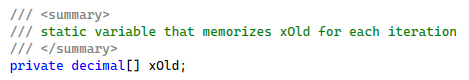 /// <summary>
/// static variable that memorizes xOld for each iteration
/// </summary>
private decimal[] xOld;